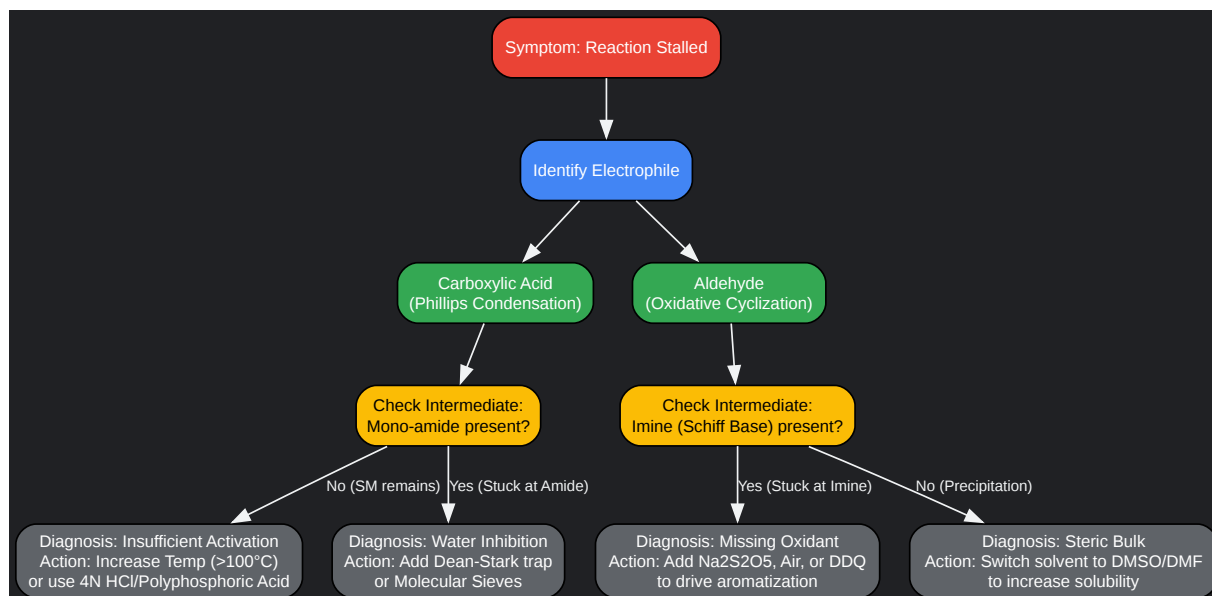 Symptom: Reaction Stalled
Identify Electrophile
Carboxylic Acid
(Phillips Condensation)
Aldehyde
(Oxidative Cyclization)
Check Intermediate:
Mono-amide present?
Check Intermediate:
Imine (Schiff Base) present?
No (SM remains)
Yes (Stuck at Amide)
Yes (Stuck at Imine)
No (Precipitation)
Diagnosis: Insufficient Activation
Action: Increase Temp (>100°C)
or use 4N HCl/Polyphosphoric Acid
Diagnosis: Water Inhibition
Action: Add Dean-Stark trap
or Molecular Sieves
Diagnosis: Missing Oxidant
Action: Add Na2S2O5, Air, or DDQ
to drive aromatization
Diagnosis: Steric Bulk
Action: Switch solvent to DMSO/DMF
to increase solubility